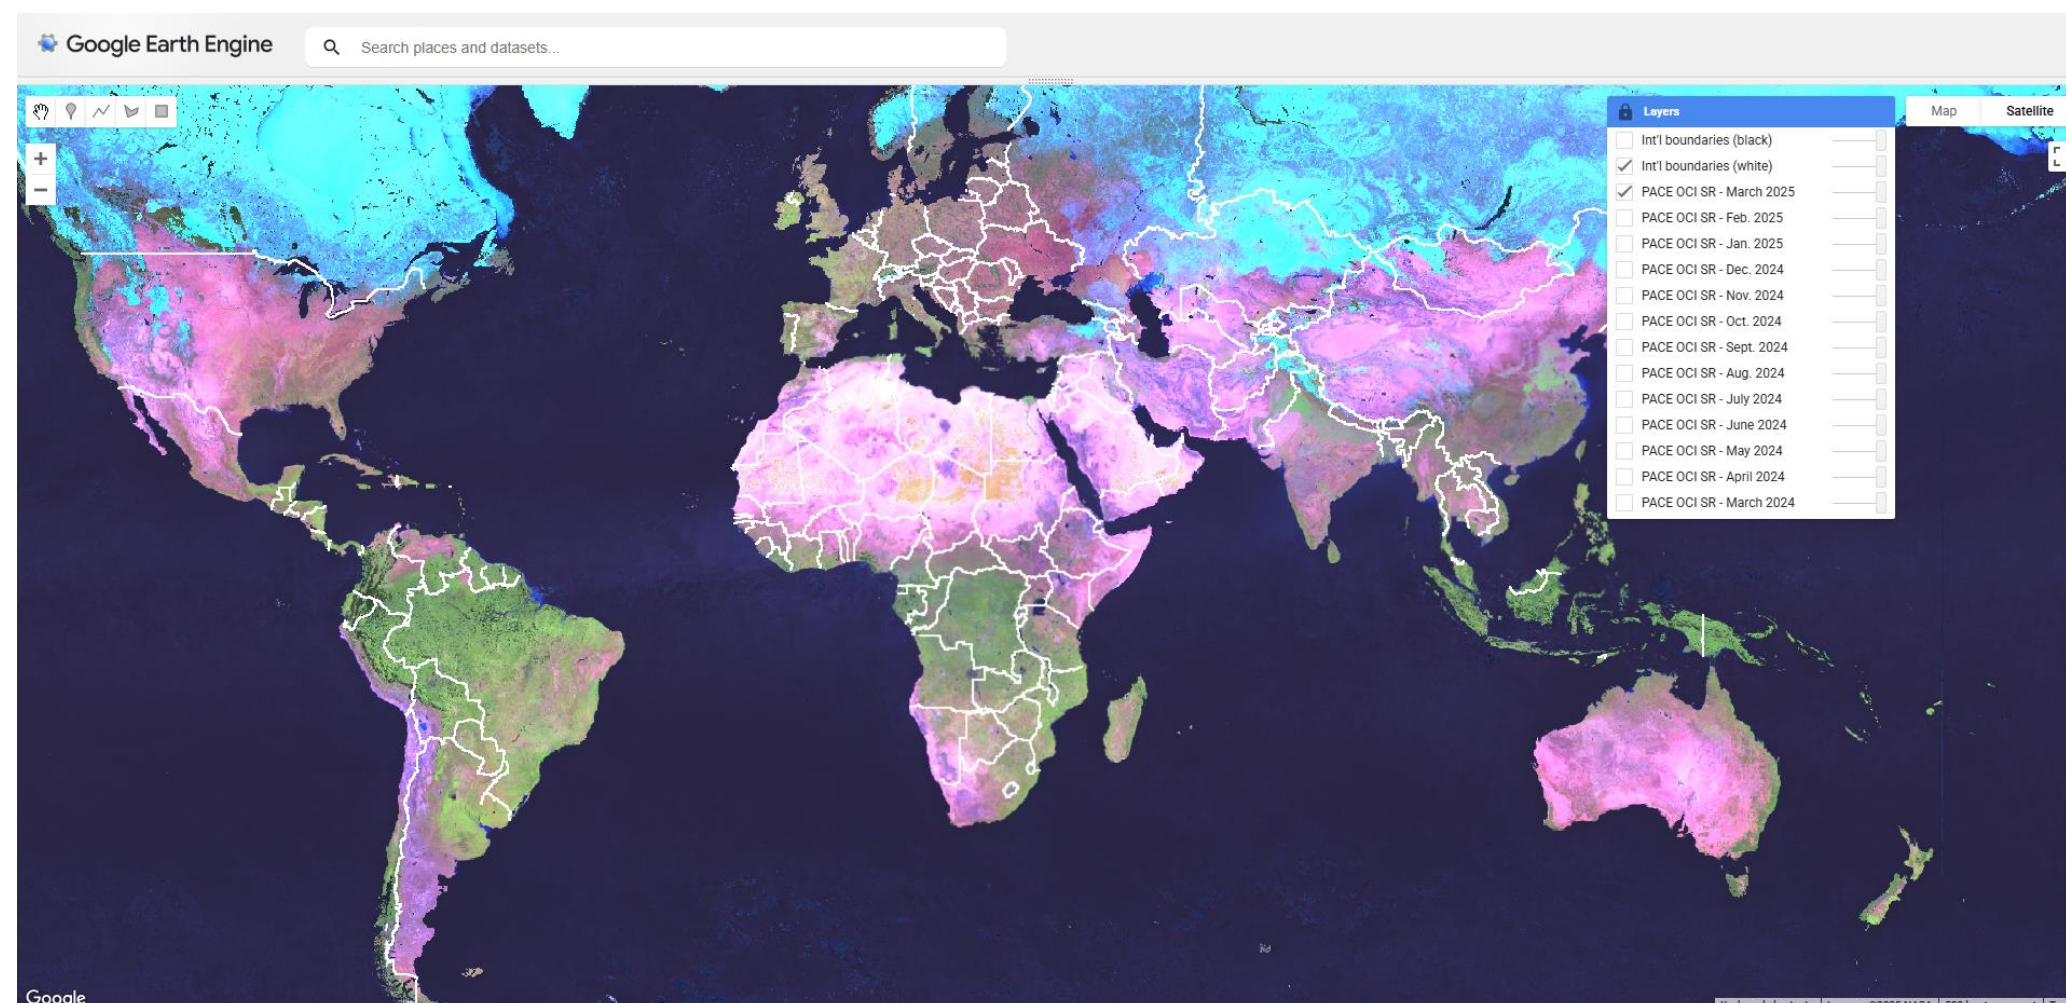 Google Earth Engine
Search places and datasets...
Layers
Map
Satellite
Int'l boundaries (black)
Int'l boundaries (white)
PACE OCI SR - March 2025
PACE OCI SR - Feb. 2025
PACE OCI SR - Jan. 2025
PACE OCI SR - Dec. 2024
PACE OCI SR - Nov. 2024
PACE OCI SR - Oct. 2024
PACE OCI SR - Sept. 2024
PACE OCI SR - Aug. 2024
PACE OCI SR - July 2024
PACE OCI SR - June 2024
PACE OCI SR - May 2024
PACE OCI SR - April 2024
PACE OCI SR - March 2024
Google